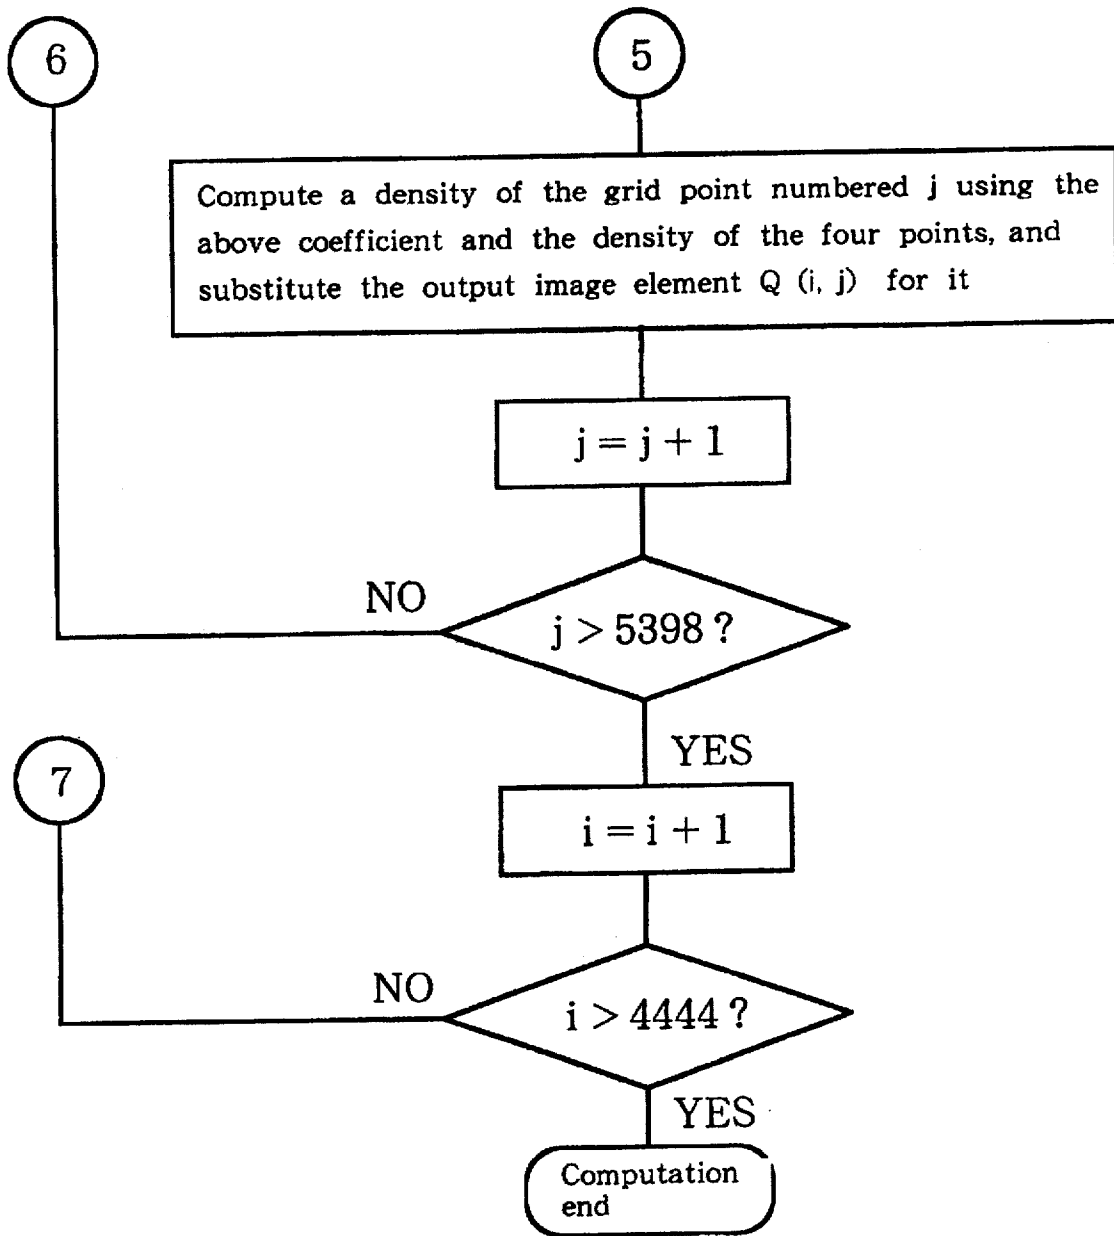 6
5
Compute a density of the grid point numbered j using the
above coefficient and the density of the four points, and
substitute the output image element Q (i, j) for it
j = j + 1
NO
j > 5398 ?
YES
7
i = i + 1
NO
i > 4444 ?
YES
Computation
end